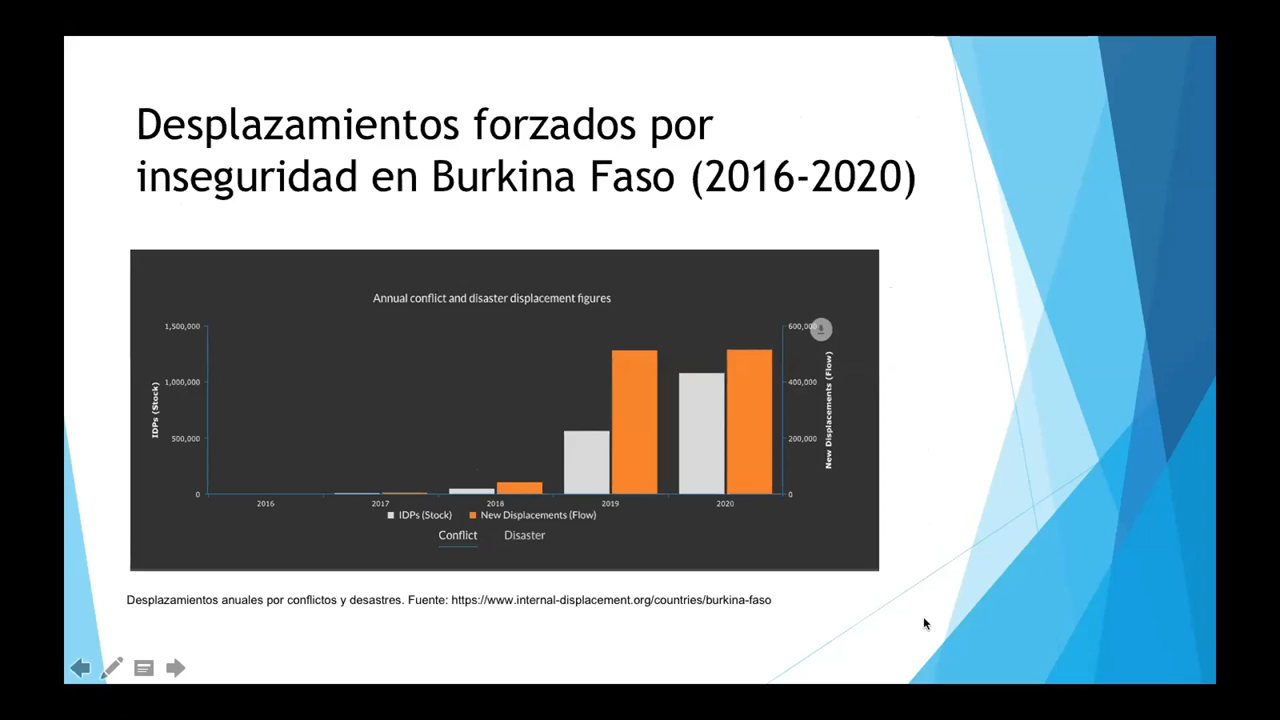 Desplazamientos forzados por
inseguridad en Burkina Faso (2016-2020)
Annual conflict and disaster displacement figures
1,500,000
1,000,000
500,000
0
IDPs (Stock)
600,000
400,000
200,000
0
New Displacements (Flow)
2016 2017 2018 2019 2020
IDPs (Stock) New Displacements (Flow)
Conflict Disaster
Desplazamientos anuales por conflictos y desastres. Fuente: https://www.internal-displacement.org/countries/burkina-faso